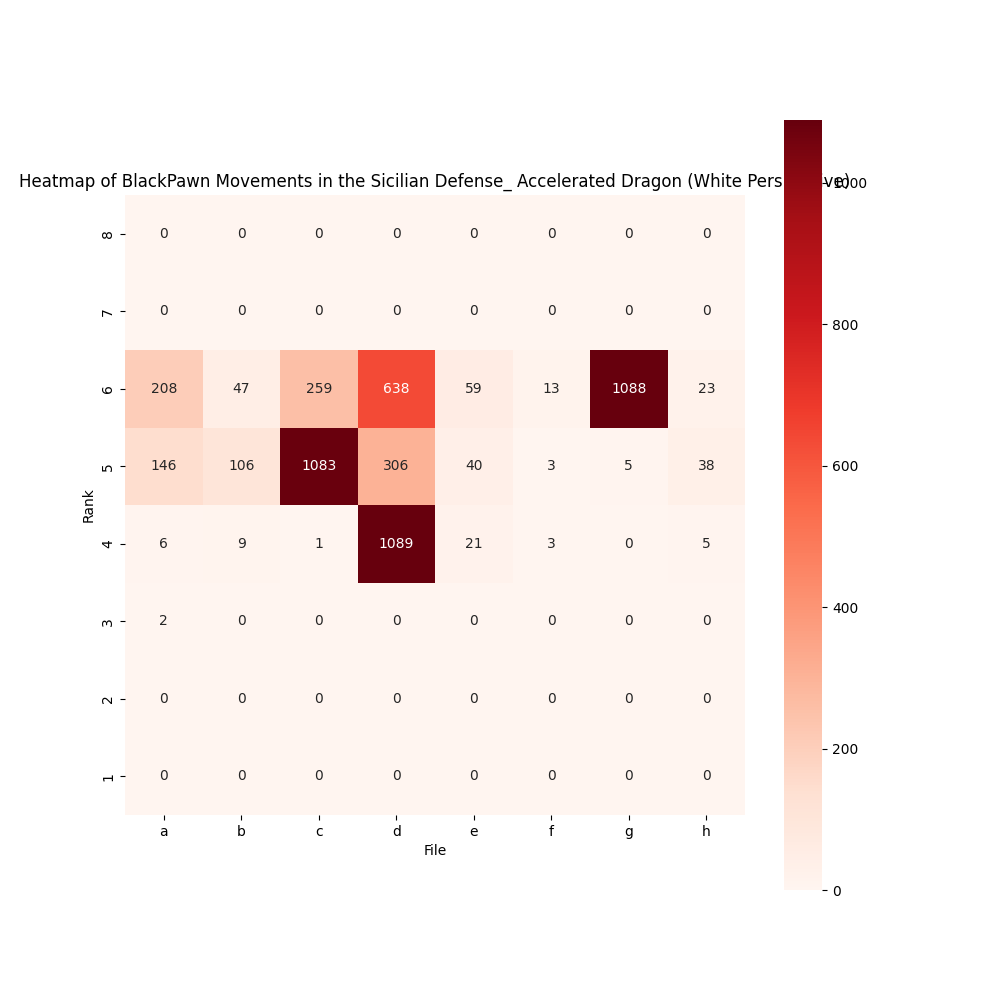 Heatmap of BlackPawn Movements in the Sicilian Defense_ Accelerated Dragon (White Pers ve)
1000
8 0 0 0 0 0 0 0 0
7 0 0 0 0 0 0 0 0
800
6 208 47 259 638 59 13 1088 23
600
5 146 106 1083 306 40 3 5 38
Rank
4 6 9 1 1089 21 3 0 5
400
3 2 0 0 0 0 0 0 0
2 0 0 0 0 0 0 0 0
200
1 0 0 0 0 0 0 0 0
a b c d e f g h
File
0